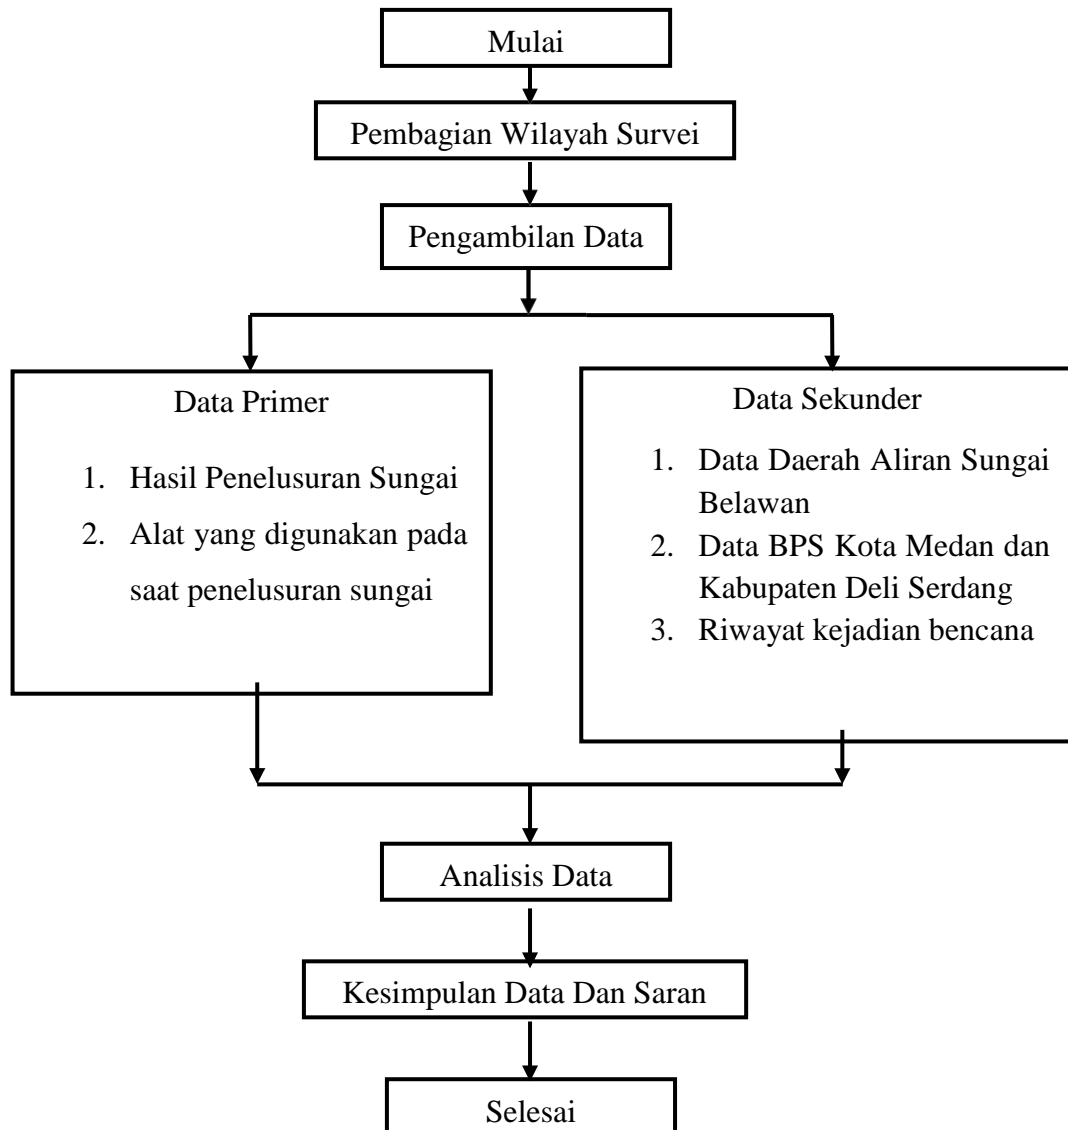 Mulai
Pembagian Wilayah Survei
Pengambilan Data
Data Primer
1. Hasil Penelusuran Sungai
2. Alat yang digunakan pada
saat penelusuran sungai
Data Sekunder
1. Data Daerah Aliran Sungai
Belawan
2. Data BPS Kota Medan dan
Kabupaten Deli Serdang
3. Riwayat kejadian bencana
Analisis Data
Kesimpulan Data Dan Saran
Selesai